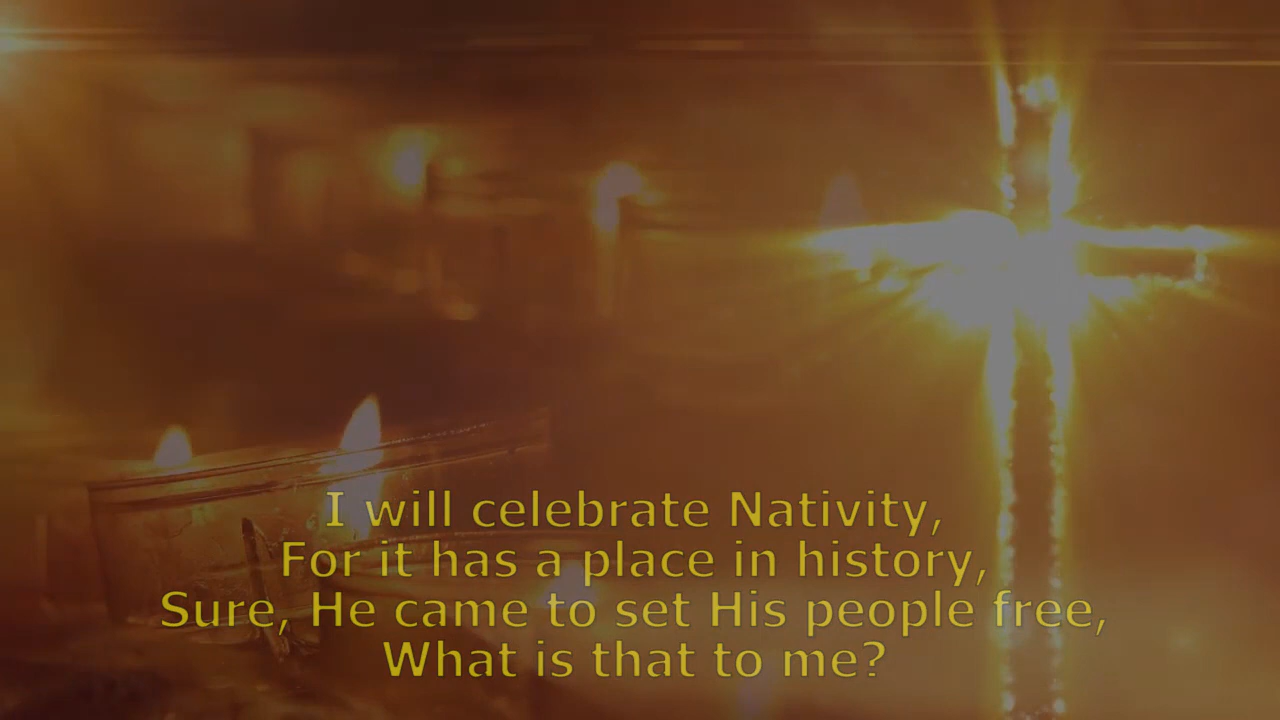 I will celebrate Nativity,
For it has a place in history,
Sure, He came to set His people free,
What is that to me?